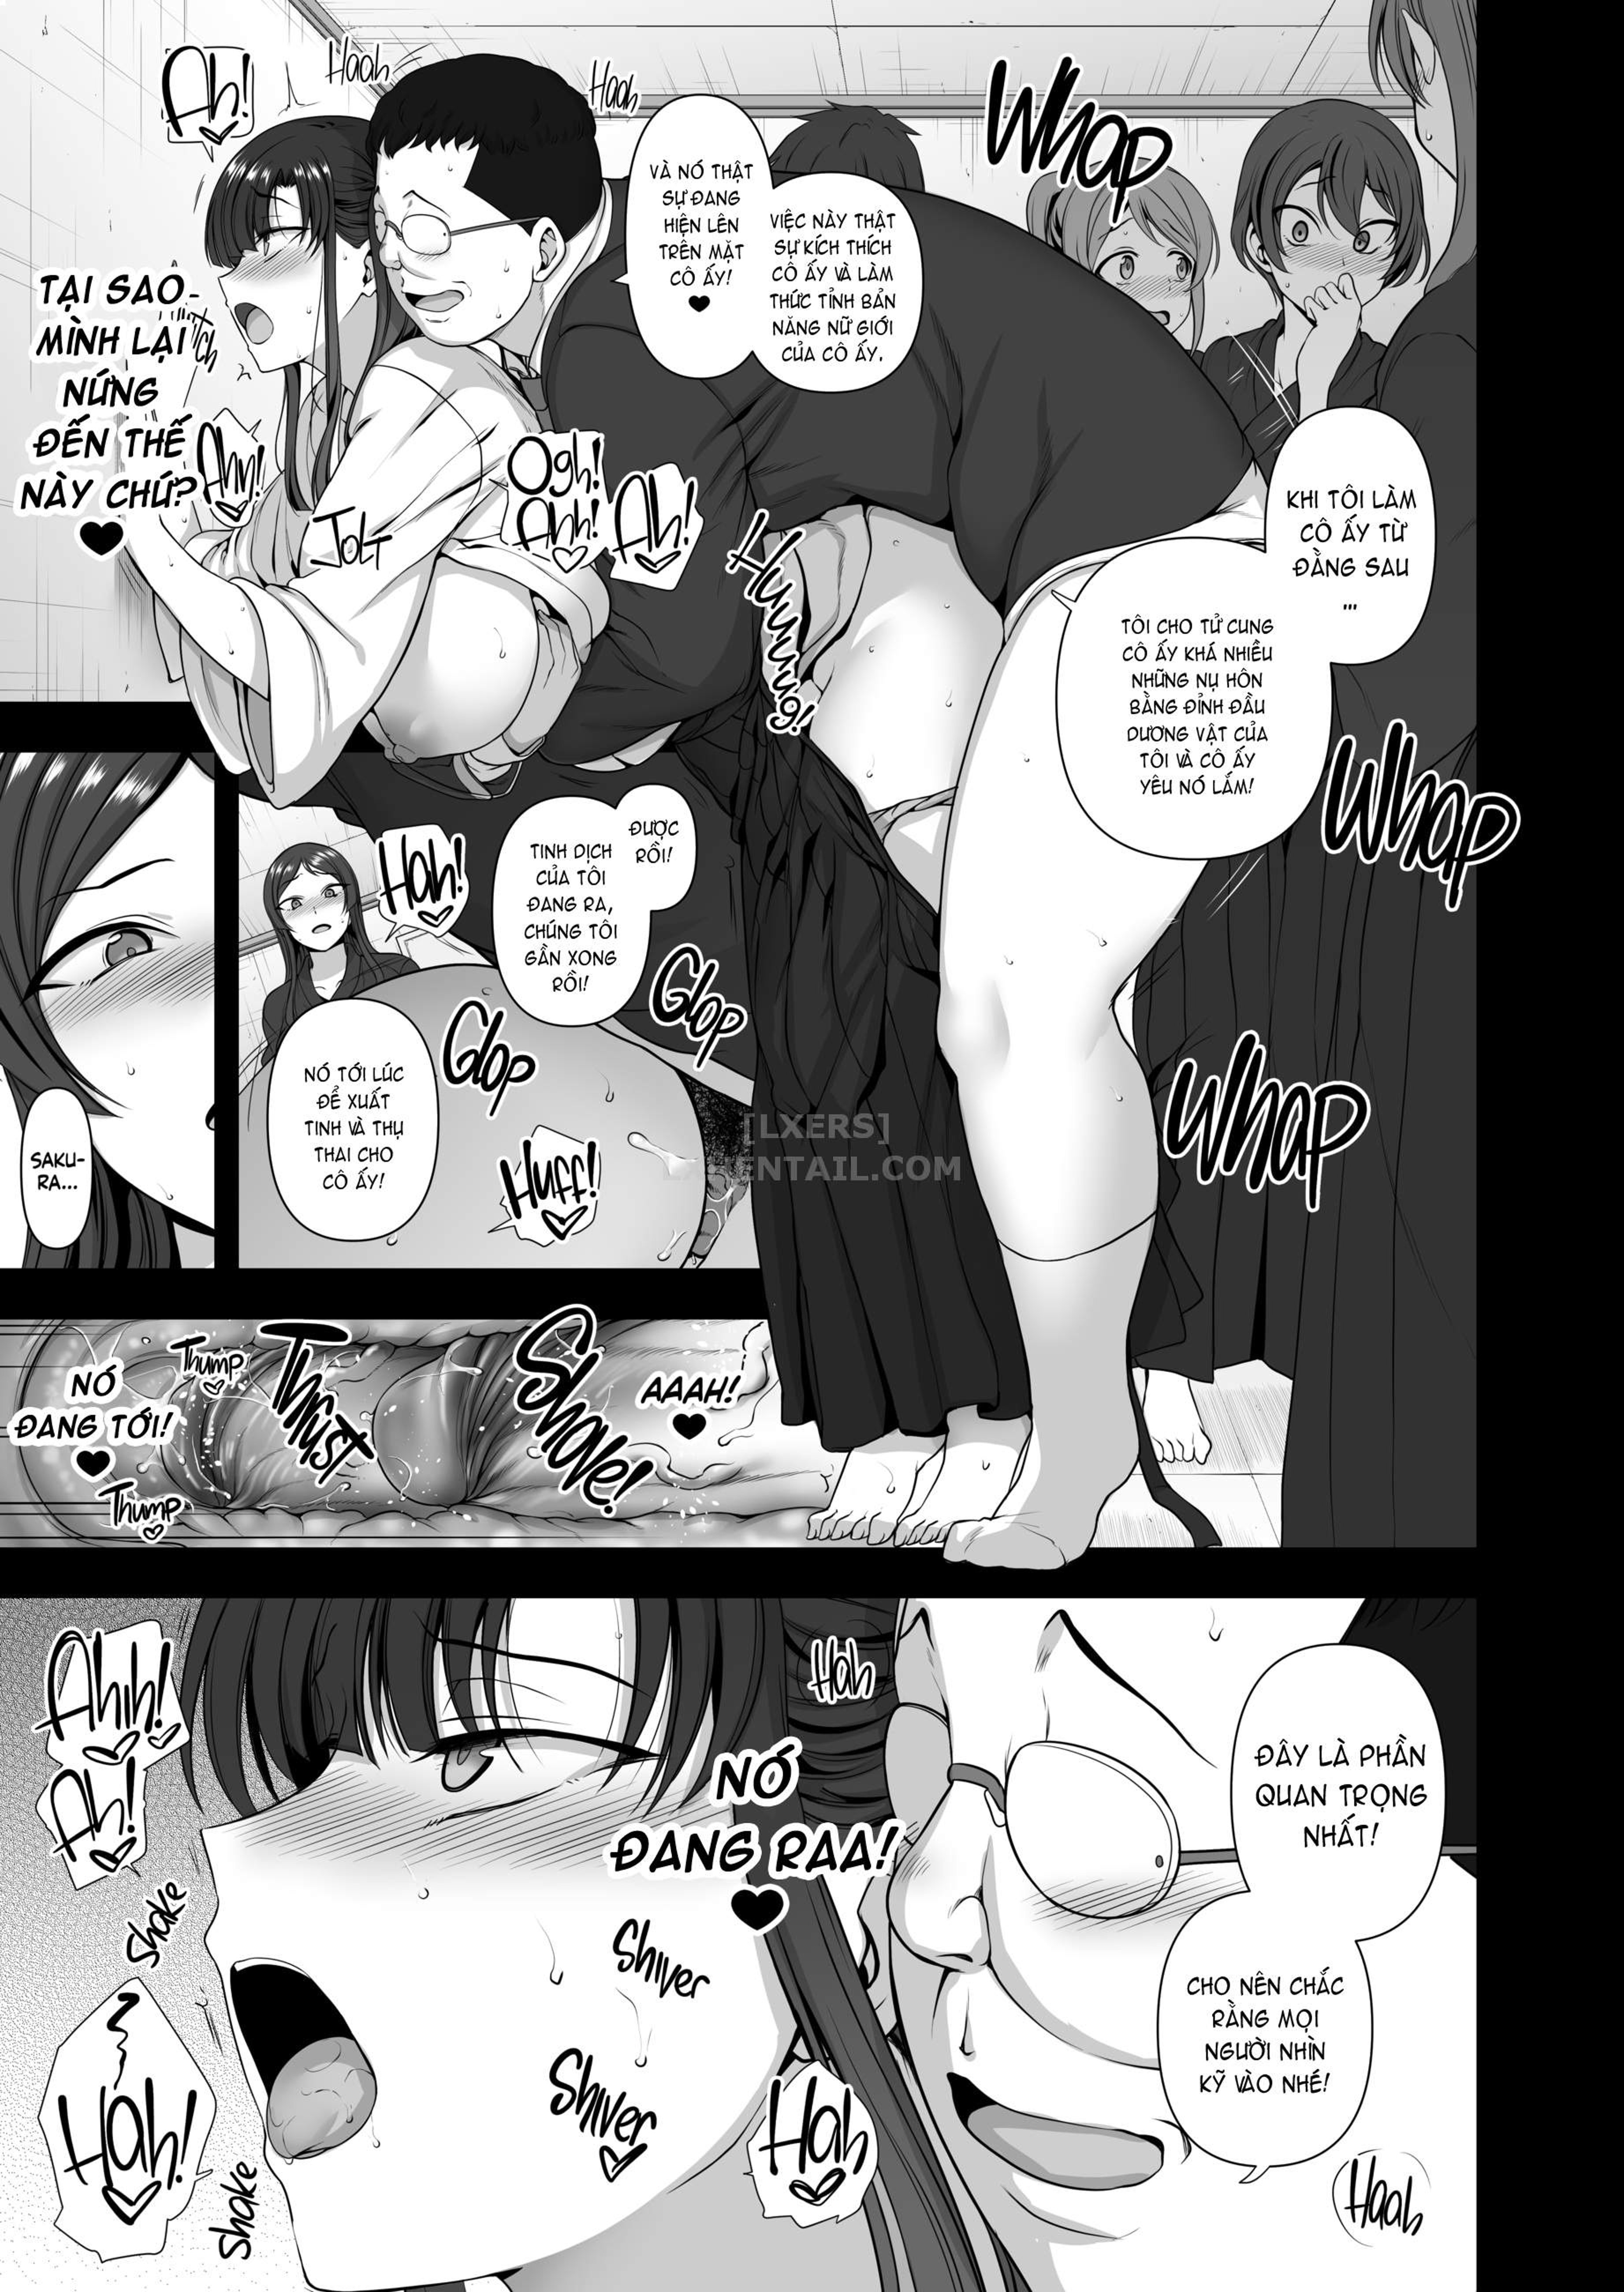 Ah!
Haah
Haah
Whap
VÀ NÓ THẬT
SỰ ĐANG
HIỆN LÊN
TRÊN MẶT
CÔ ẤY!
VIỆC NÀY THẬT
SỰ KÍCH THÍCH
CÔ ẤY VÀ LÀM
THỨC TỈNH BẢN
NĂNG NỮ GIỚI
CỦA CÔ ẤY.
TẠI SAO
MÌNH LẠI
NỨNG
ĐẾN THẾ
NÀY CHỨ?
Ahn!
Ogh!
Ahh!
Ah!
JOLT
KHI TÔI LÀM
CÔ ẤY TỪ
ĐẰNG SAU
...
TÔI CHO TỬ CUNG
CÔ ẤY KHÁ NHIỀU
NHỮNG NỤ HÔN
BẰNG ĐỈNH ĐẦU
DƯƠNG VẬT CỦA
TÔI VÀ CÔ ẤY
YÊU NÓ LẮM!
Whap
Whap
ĐƯỢC
RỒI!
TINH DỊCH
CỦA TÔI
ĐANG RA,
CHÚNG TÔI
GẦN XONG
RỒI!
Hah!
Glop
Glop
NÓ TỚI LÚC
ĐỂ XUẤT
TINH VÀ THỤ
THAI CHO
CÔ ẤY!
Huff!
[LXERS]
SAKU-
RA...
AAAH!
Shove!
Thrust
Thump
NÓ
ĐANG TỚI!
Thump
Hah
ĐÂY LÀ PHẦN
QUAN TRỌNG
NHẤT!
CHO NÊN CHẮC
RẰNG MỌI
NGƯỜI NHÌN
KỸ VÀO NHÉ!
Haah
NÓ
ĐANG RAA!
Ahih!
Ah!
Shake
Shiver
Shiver
Hah
Hah!
Shake